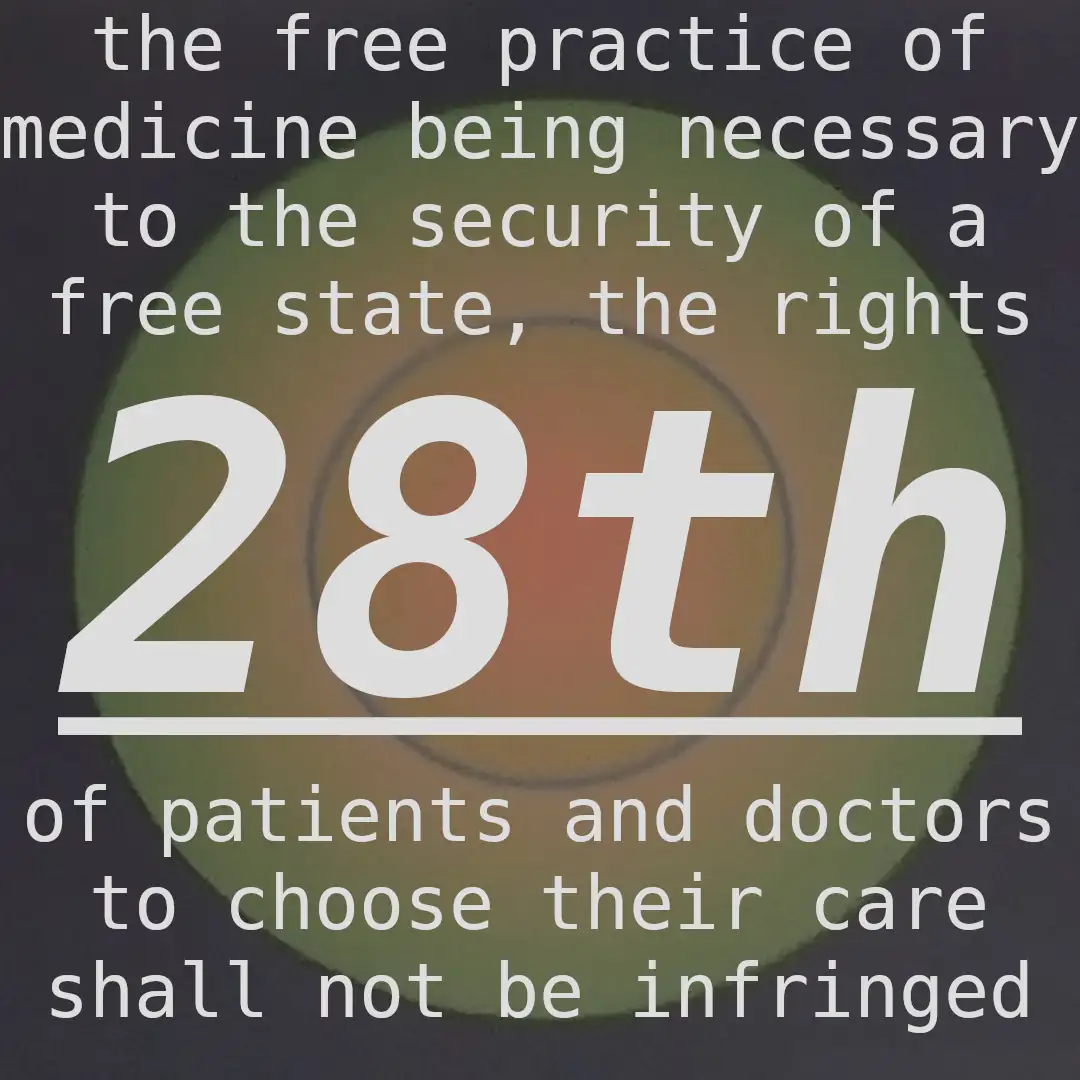 the free practice of
medicine being necessary
to the security of a
free state, the rights
28th
of patients and doctors
to choose their care
shall not be infringed